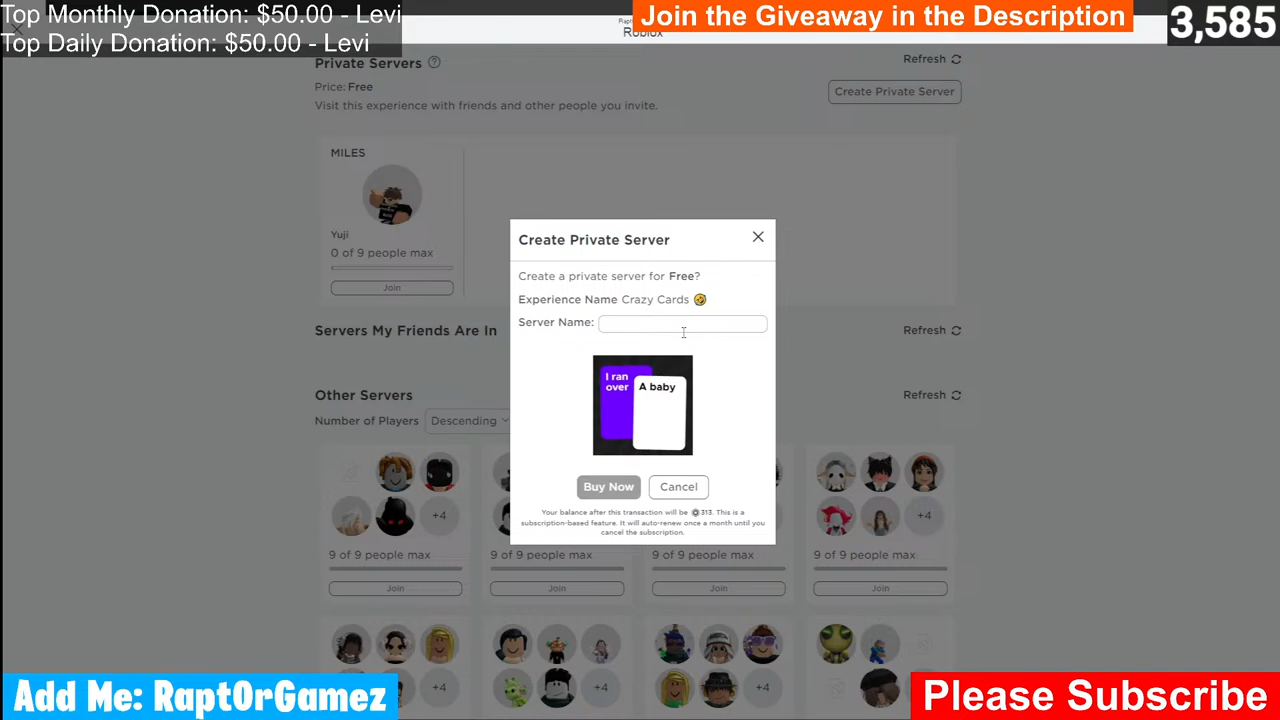 Top Monthly Donation: $50.00 - Levi
Top Daily Donation: $50.00 - Levi
Join the Giveaway in the Description
3,585
Roblox
Private Servers
Refresh
Price: Free
Create Private Server
Visit this experience with friends and other people you invite.
MILES
Yuji
0 of 9 people max
Join
Create Private Server
Create a private server for Free?
Experience Name Crazy Cards
Server Name:
I ran
over
A baby
Buy Now
Cancel
Your balance after this transaction will be 313. This is a
subscription-based feature. It will auto-renew once a month until you
cancel the subscription.
Servers My Friends Are In
Refresh
Other Servers
Refresh
Number of Players
Descending
+4
+4
9 of 9 people max
9 of 9 people max
9 of 9 people max
9 of 9 people max
Join
Join
Join
Join
+4
+4
+4
Add Me: Rapt0rGamez
Please Subscribe